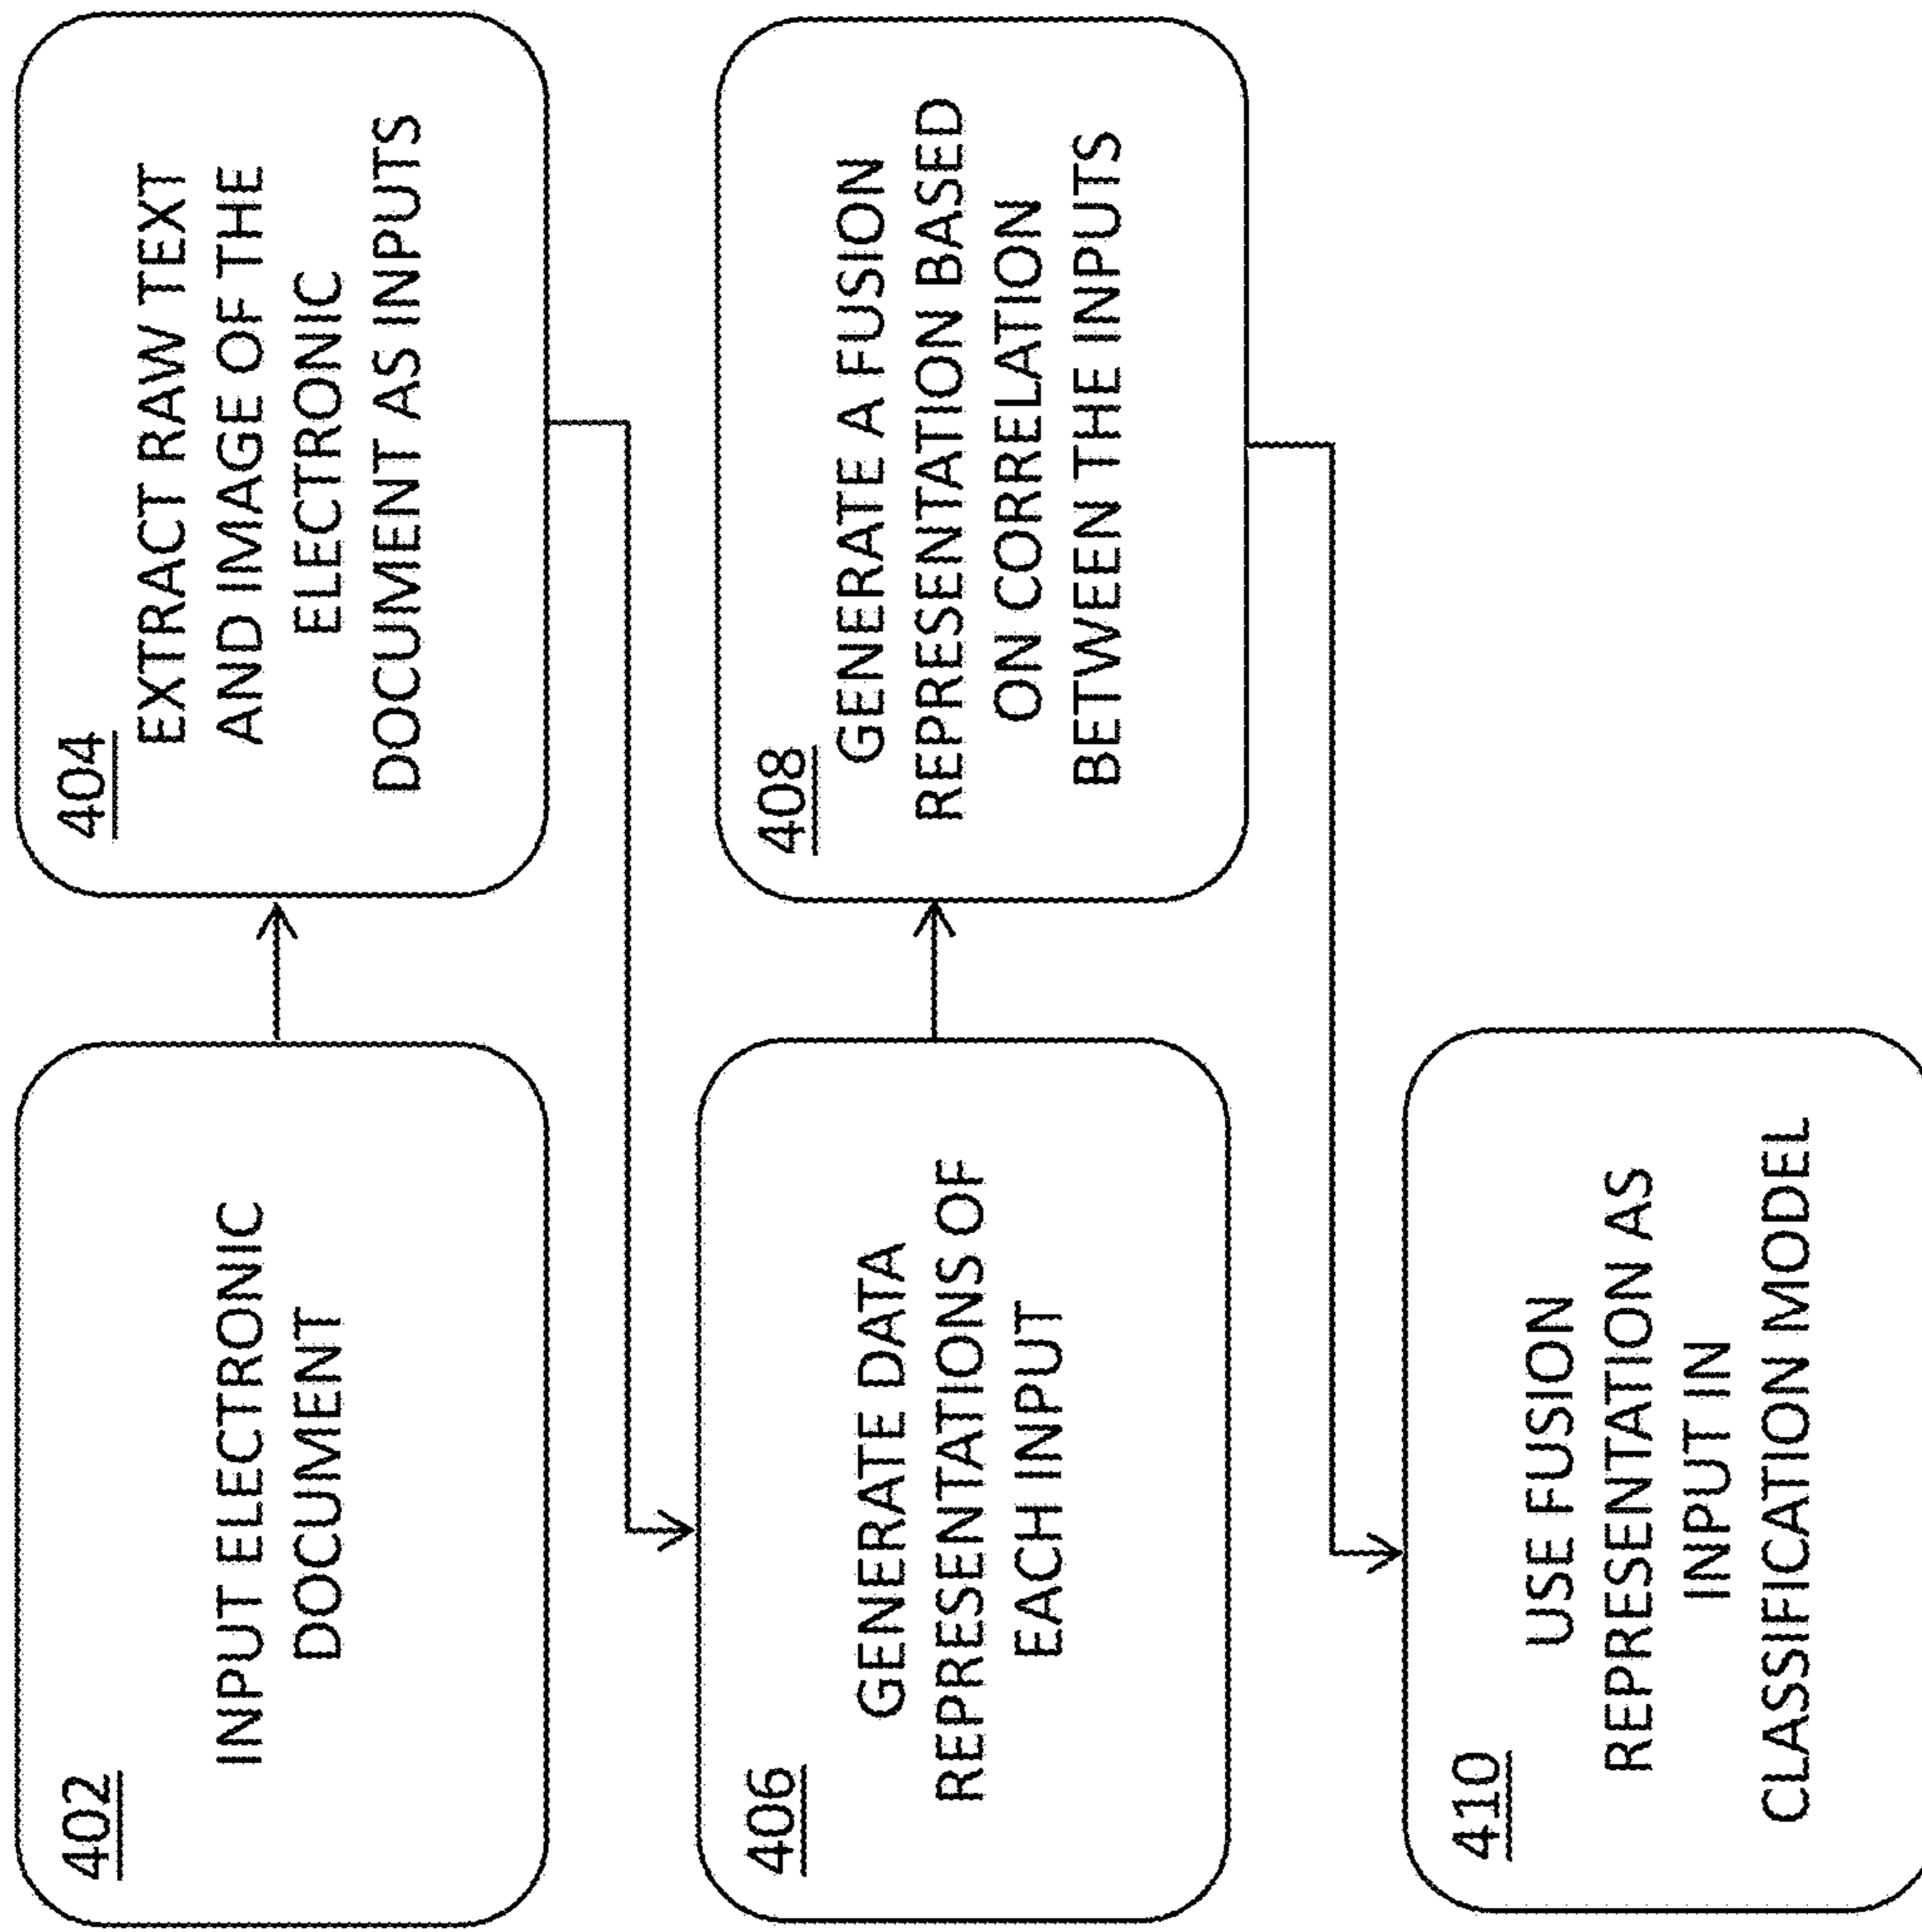 402
INPUT ELECTRONIC
DOCUMENT
404
EXTRACT RAW TEXT
AND IMAGE OF THE
ELECTRONIC
DOCUMENT AS INPUTS
406
GENERATE DATA
REPRESENTATIONS OF
EACH INPUT
408
GENERATE A FUSION
REPRESENTATION BASED
ON CORRELATION
BETWEEN THE INPUTS
410
USE FUSION
REPRESENTATION AS
INPUT IN
CLASSIFICATION MODEL